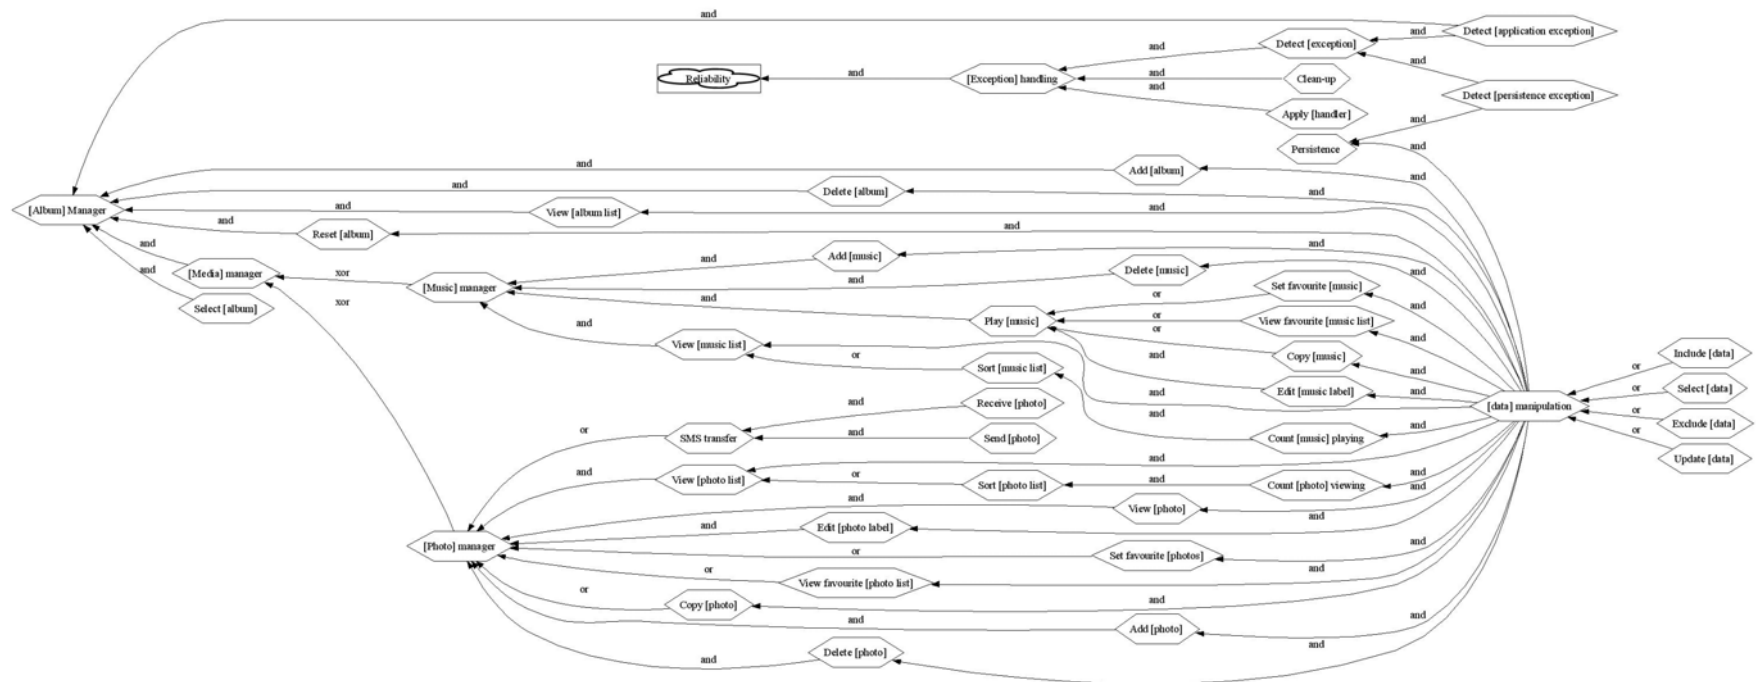 and
Detect [application exception]
and
Detect [exception]
and
and
Reliability
and
[Exception] handling
and
Clean-up
and
Detect [persistence exception]
Apply [handler]
and
Persistence
and
and
Add [album]
and
and
Delete [album]
and
[Album] Manager
and
View [album list]
and
and
Reset [album]
and
and
Add [music]
and
and
[Media] manager
xor
and
Delete [music]
and
and
Select [album]
xor
[Music] manager
and
Set favourite [music]
or
and
and
Play [music]
or
View favourite [music list]
or
and
View [music list]
and
Copy [music]
Include [data]
or
or
Sort [music list]
and
and
Edit [music label]
and
Select [data]
or
and
Receive [photo]
and
[data] manipulation
or
Exclude [data]
or
SMS transfer
and
Send [photo]
Count [music] playing
and
or
Update [data]
and
and
View [photo list]
or
Sort [photo list]
and
Count [photo] viewing
and
and
and
View [photo]
and
and
Edit [photo label]
[Photo] manager
or
Set favourite [photos]
and
or
View favourite [photo list]
and
or
Copy [photo]
and
and
Add [photo]
and
and
Delete [photo]
and